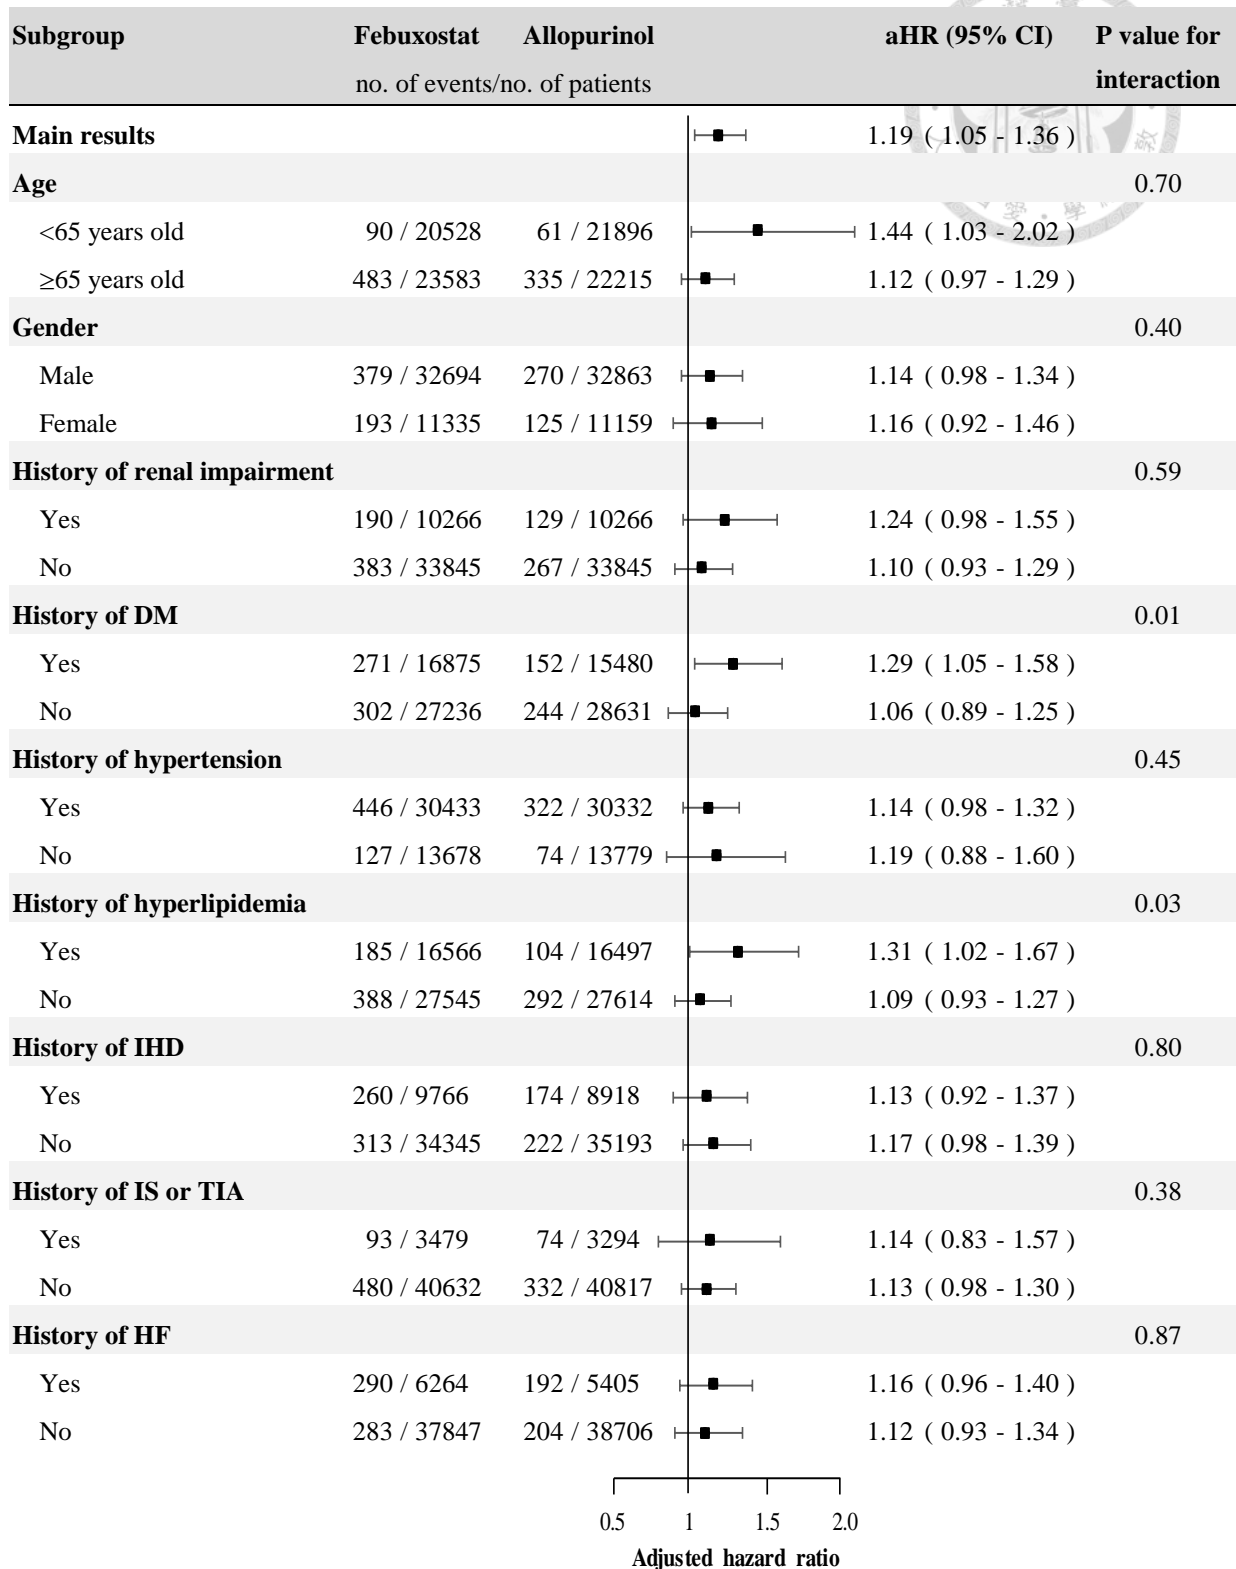 Subgroup Febuxostat Allopurinol aHR (95% CI) P value for
no. of events/no. of patients interaction
Main results 1.19 ( 1.05 - 1.36 )
Age 0.70
<65 years old 90 / 20528 61 / 21896 1.44 ( 1.03 - 2.02 )
≥65 years old 483 / 23583 335 / 22215 1.12 ( 0.97 - 1.29 )
Gender 0.40
Male 379 / 32694 270 / 32863 1.14 ( 0.98 - 1.34 )
Female 193 / 11335 125 / 11159 1.16 ( 0.92 - 1.46 )
History of renal impairment 0.59
Yes 190 / 10266 129 / 10266 1.24 ( 0.98 - 1.55 )
No 383 / 33845 267 / 33845 1.10 ( 0.93 - 1.29 )
History of DM 0.01
Yes 271 / 16875 152 / 15480 1.29 ( 1.05 - 1.58 )
No 302 / 27236 244 / 28631 1.06 ( 0.89 - 1.25 )
History of hypertension 0.45
Yes 446 / 30433 322 / 30332 1.14 ( 0.98 - 1.32 )
No 127 / 13678 74 / 13779 1.19 ( 0.88 - 1.60 )
History of hyperlipidemia 0.03
Yes 185 / 16566 104 / 16497 1.31 ( 1.02 - 1.67 )
No 388 / 27545 292 / 27614 1.09 ( 0.93 - 1.27 )
History of IHD 0.80
Yes 260 / 9766 174 / 8918 1.13 ( 0.92 - 1.37 )
No 313 / 34345 222 / 35193 1.17 ( 0.98 - 1.39 )
History of IS or TIA 0.38
Yes 93 / 3479 74 / 3294 1.14 ( 0.83 - 1.57 )
No 480 / 40632 332 / 40817 1.13 ( 0.98 - 1.30 )
History of HF 0.87
Yes 290 / 6264 192 / 5405 1.16 ( 0.96 - 1.40 )
No 283 / 37847 204 / 38706 1.12 ( 0.93 - 1.34 )
0.5 1 1.5 2.0
Adjusted hazard ratio